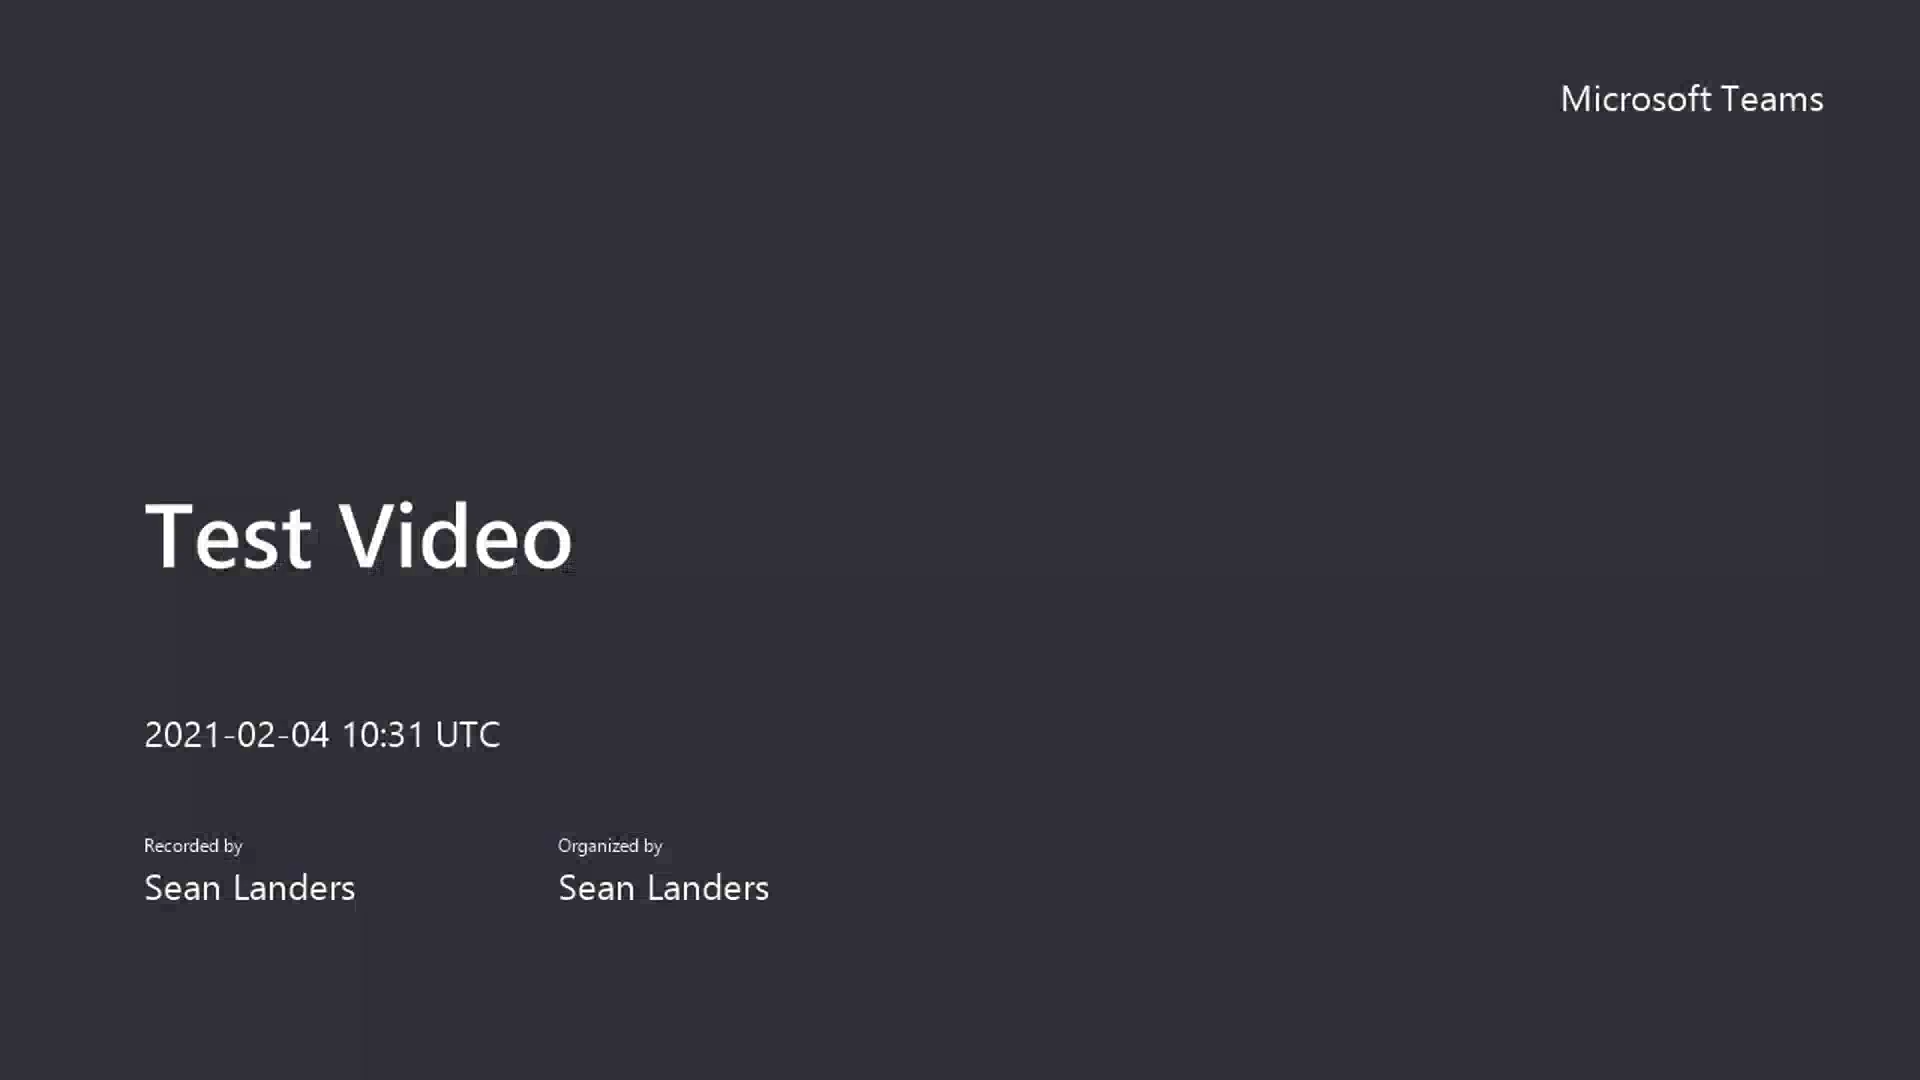 Microsoft Teams
Test Video
2021-02-04 10:31 UTC
Recorded by
Sean Landers
Organized by
Sean Landers